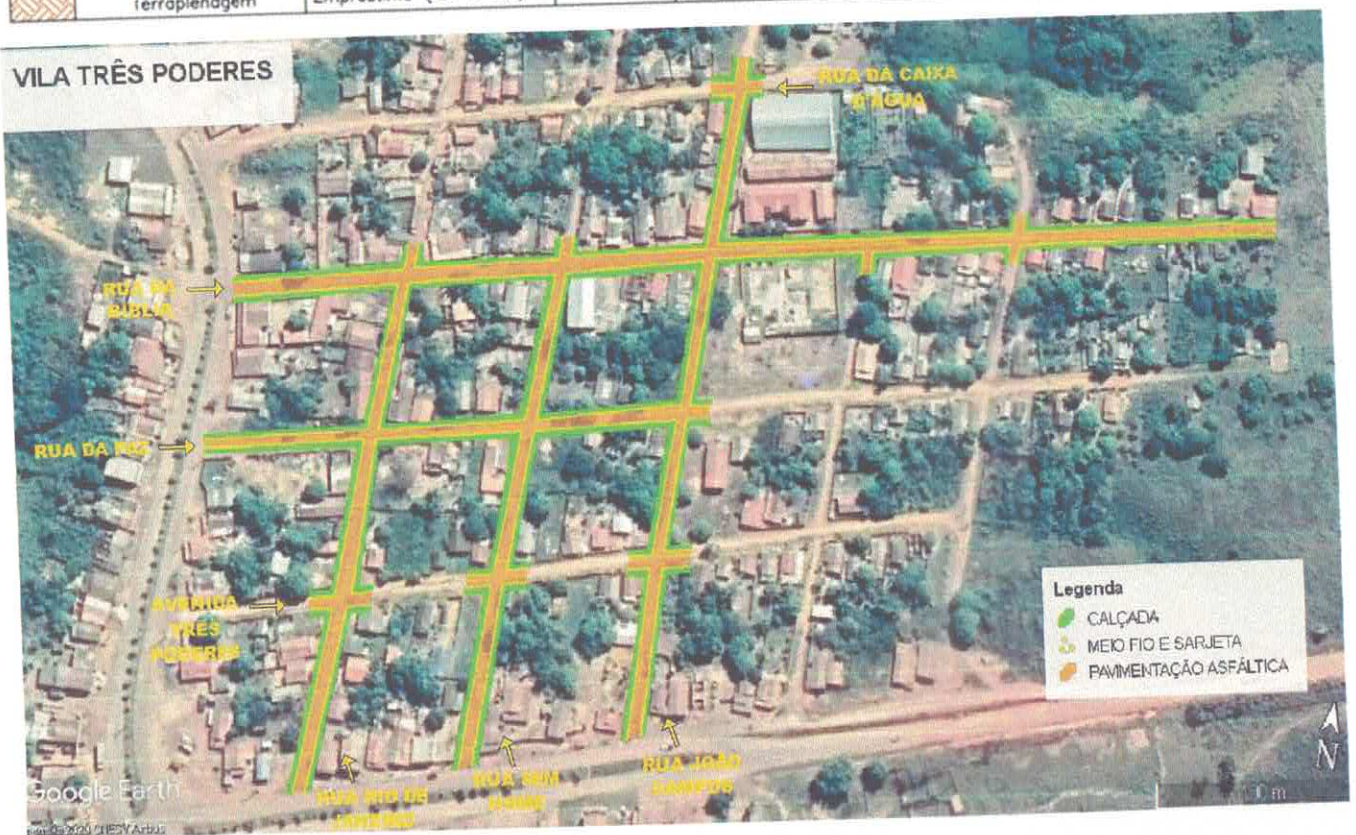 Terraplenagem
VILA TRÊS PODERES
RUA DA CAIXA
D'ÁGUA
RUA DA
BÍBLIA
RUA DA PAZ
AVENIDA
TRÊS
PODERES
RUA RIO DE
JANEIRO
RUA SEM
NOME
RUA JOÃO
CAMPOS
Legenda
CALÇADA
MEIO FIO E SARJETA
PAVIMENTAÇÃO ASFÁLTICA
N
Google Earth